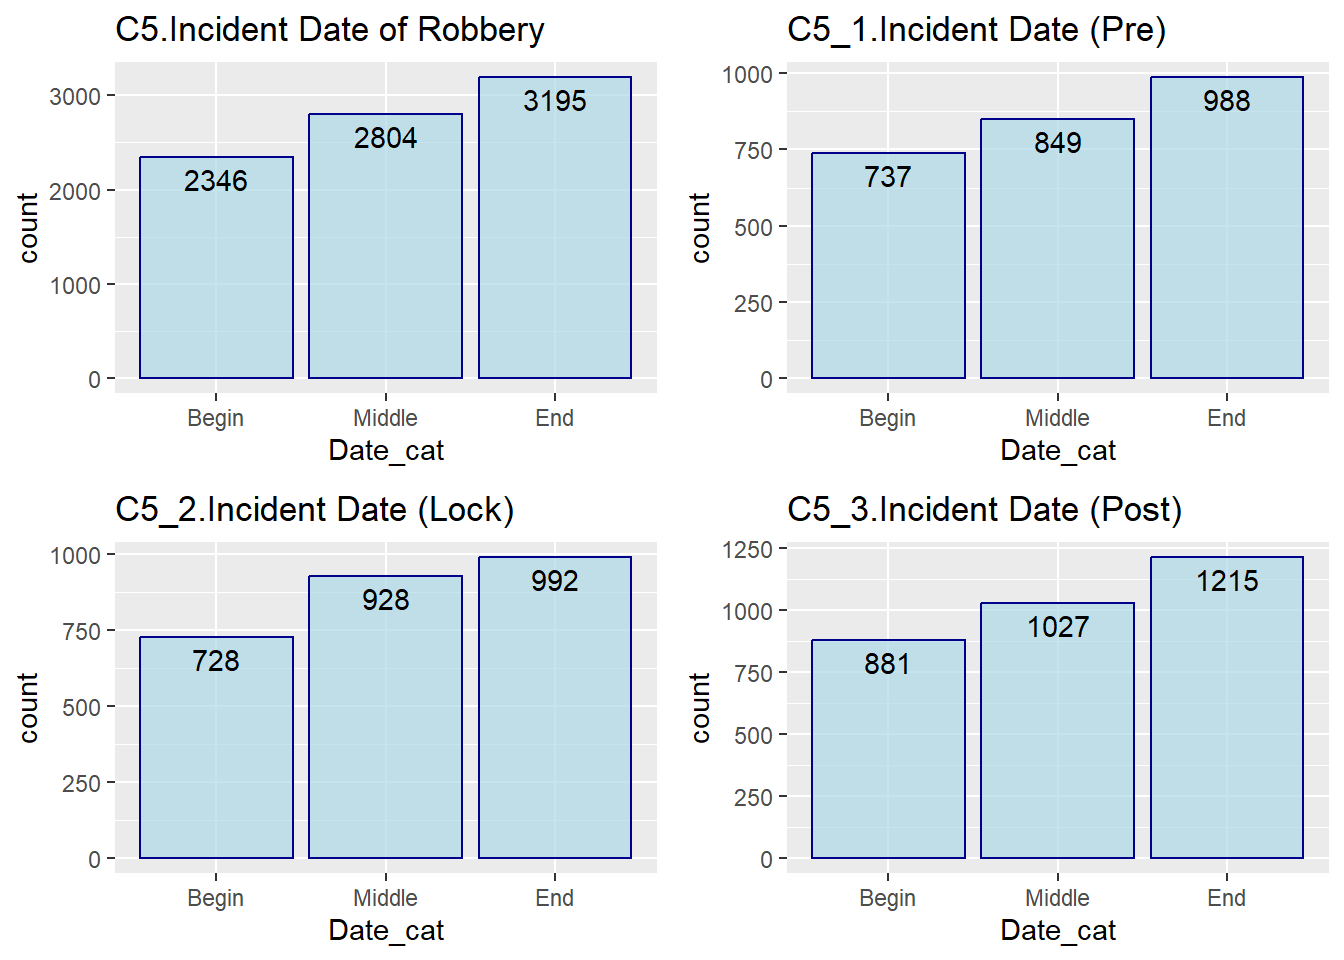 C5.Incident Date of Robbery
3000
2000
1000
0
count
2346
2804
3195
Begin
Middle
End
Date_cat
C5_1.Incident Date (Pre)
1000
750
500
250
0
count
737
849
988
Begin
Middle
End
Date_cat
C5_2.Incident Date (Lock)
1000
750
500
250
0
count
728
928
992
Begin
Middle
End
Date_cat
C5_3.Incident Date (Post)
1250
1000
750
500
250
0
count
881
1027
1215
Begin
Middle
End
Date_cat